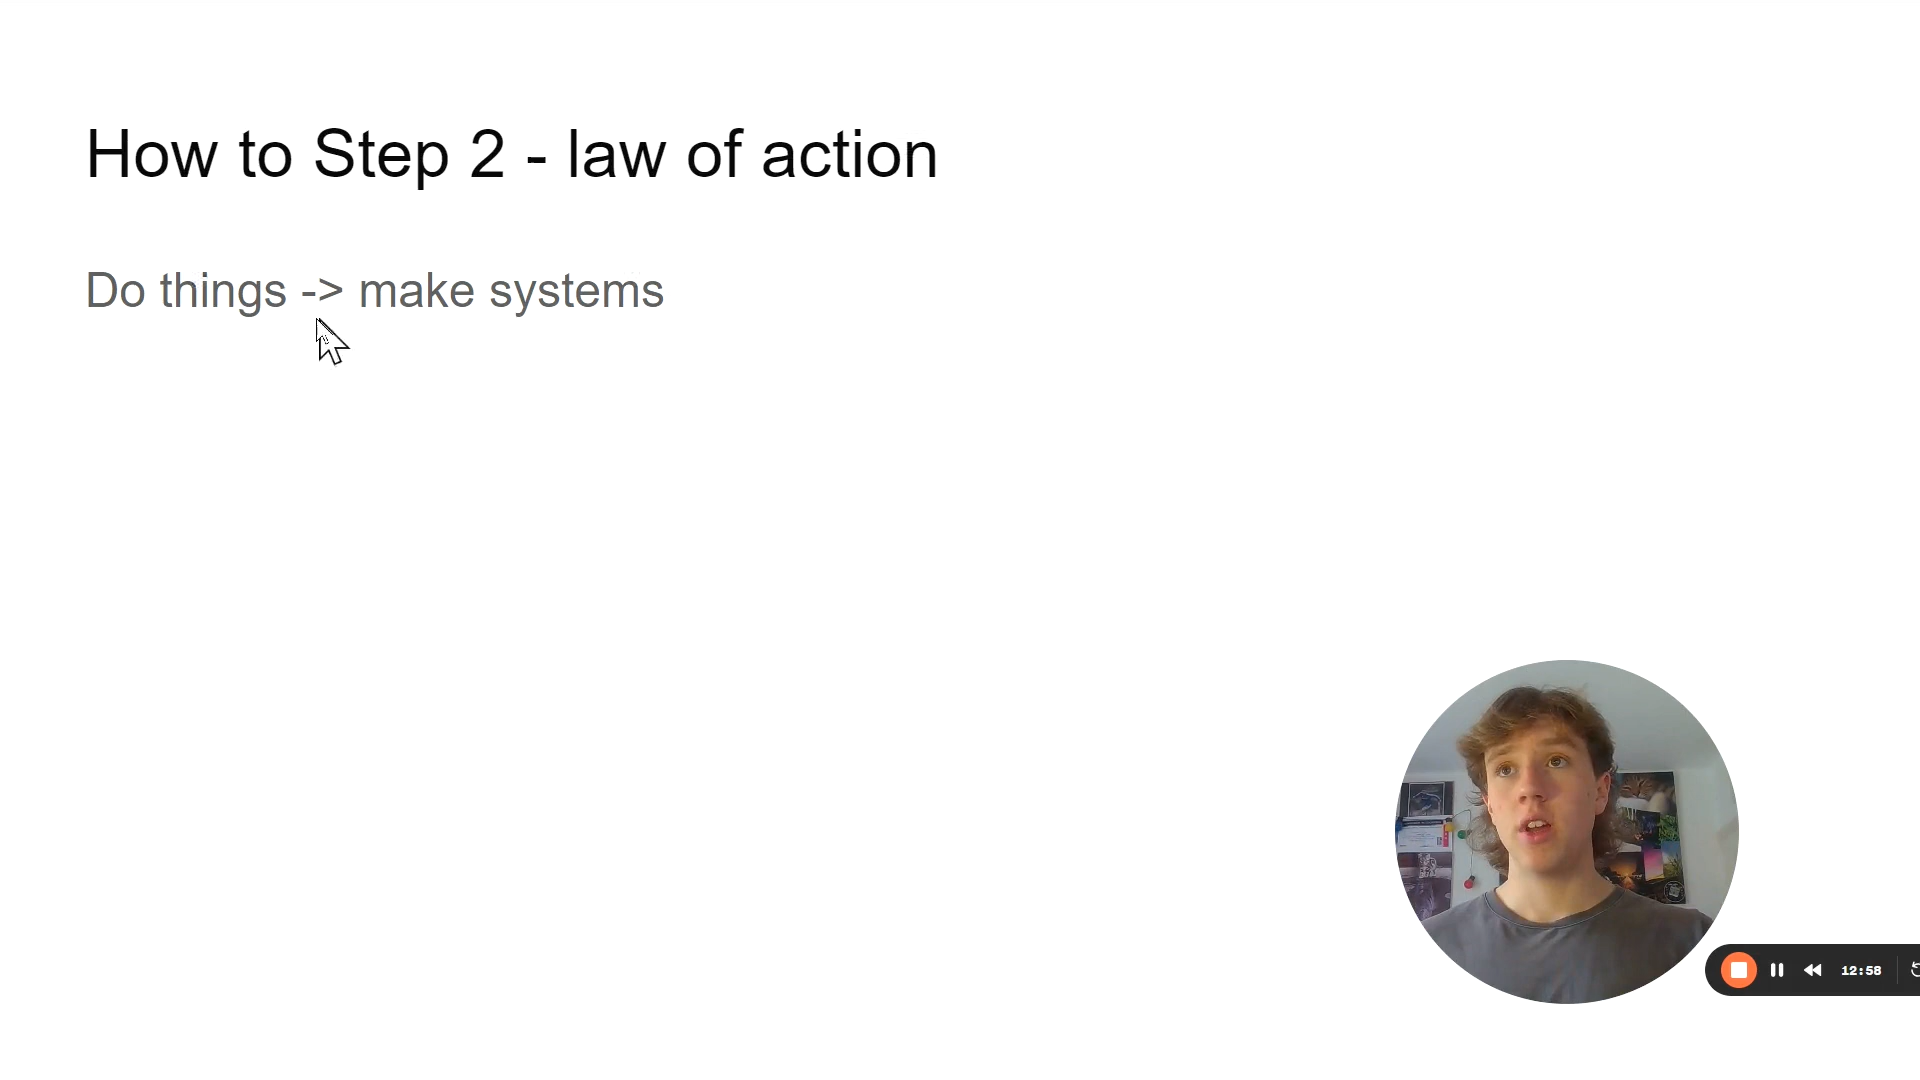 How to Step 2 - law of action
Do things -> make systems
12:58